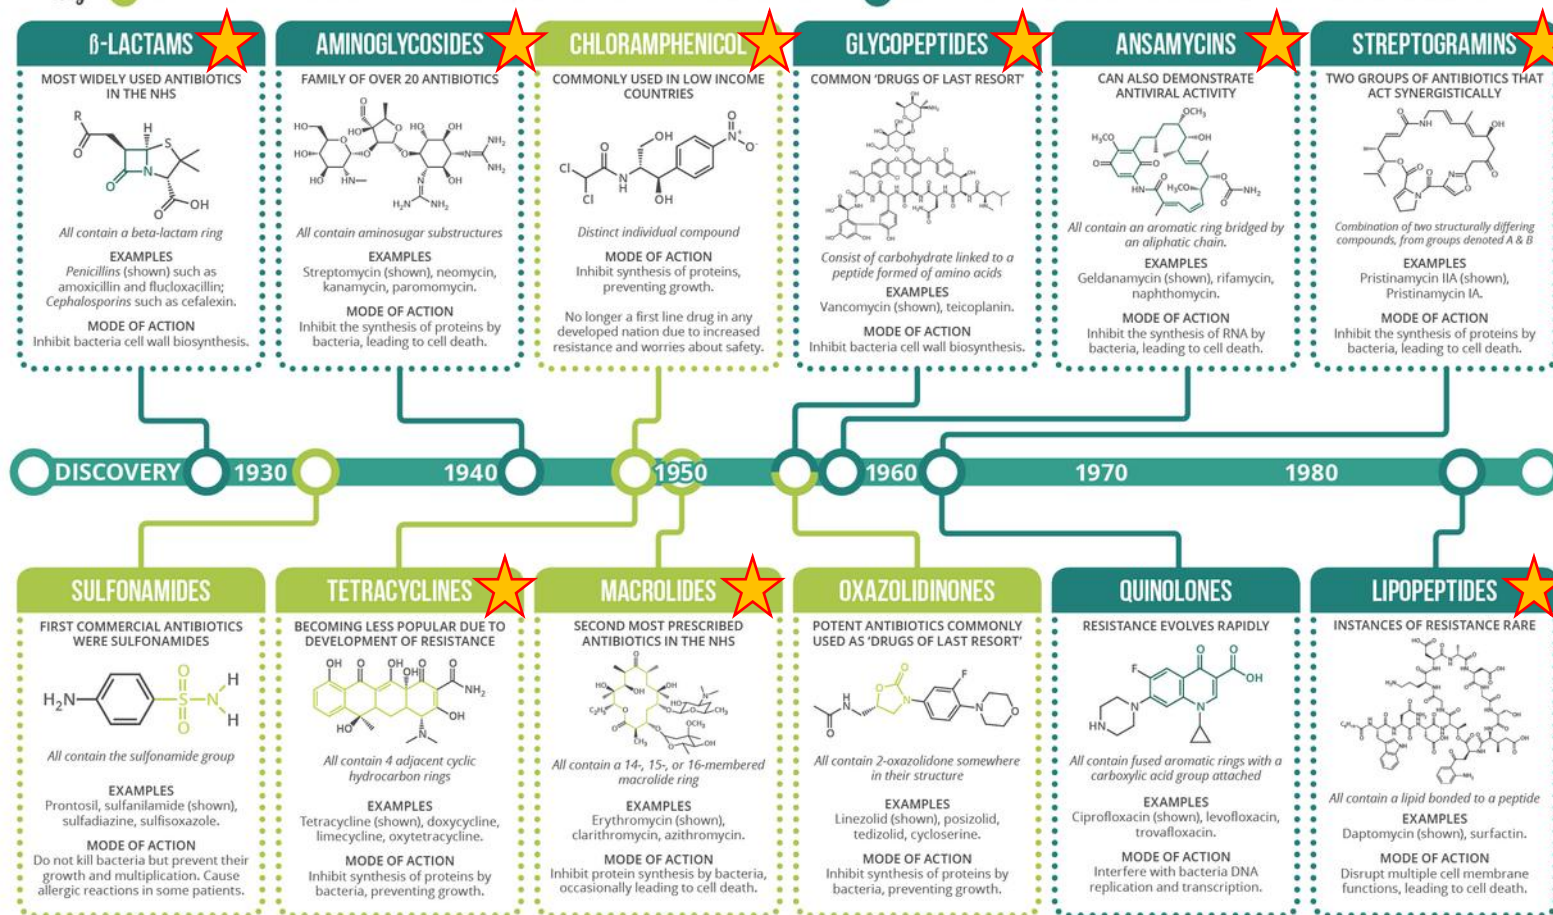 ß-LACTAMS
MOST WIDELY USED ANTIBIOTICS
IN THE NHS
R
O
H
S
N
O
O
OH
All contain a beta-lactam ring
EXAMPLES
Penicillins (shown) such as
amoxicillin and flucloxacillin;
Cephalosporins such as cefalexin.
MODE OF ACTION
Inhibit bacteria cell wall biosynthesis.
AMINOGLYCOSIDES
FAMILY OF OVER 20 ANTIBIOTICS
All contain aminosugar substructures
EXAMPLES
Streptomycin (shown), neomycin,
kanamycin, paromomycin.
MODE OF ACTION
Inhibit the synthesis of proteins by
bacteria, leading to cell death.
CHLORAMPHENICOL
COMMONLY USED IN LOW INCOME
COUNTRIES
Cl
Cl
O
N
H
OH
OH
O
N+
O-
Distinct individual compound
MODE OF ACTION
Inhibit synthesis of proteins,
preventing growth.
No longer a first line drug in any
developed nation due to increased
resistance and worries about safety.
GLYCOPEPTIDES
COMMON ‘DRUGS OF LAST RESORT’
Consist of carbohydrate linked to a
peptide formed of amino acids
EXAMPLES
Vancomycin (shown), teicoplanin.
MODE OF ACTION
Inhibit bacteria cell wall biosynthesis.
ANSAMYCINS
CAN ALSO DEMONSTRATE
ANTIVIRAL ACTIVITY
All contain an aromatic ring bridged by
an aliphatic chain.
EXAMPLES
Geldanamycin (shown), rifamycin,
naphthomycin.
MODE OF ACTION
Inhibit the synthesis of RNA by
bacteria, leading to cell death.
STREPTOGRAMINS
TWO GROUPS OF ANTIBIOTICS THAT
ACT SYNERGISTICALLY
Combination of two structurally differing
compounds, from groups denoted A & B
EXAMPLES
Pristinamycin IIA (shown),
Pristinamycin IA.
MODE OF ACTION
Inhibit the synthesis of proteins by
bacteria, leading to cell death.
DISCOVERY 1930 1940 1950 1960 1970 1980
SULFONAMIDES
FIRST COMMERCIAL ANTIBIOTICS
WERE SULFONAMIDES
H2N
O
S
O
N
H
H
All contain the sulfonamide group
EXAMPLES
Prontosil, sulfanilamide (shown),
sulfadiazine, sulfisoxazole.
MODE OF ACTION
Do not kill bacteria but prevent their
growth and multiplication. Cause
allergic reactions in some patients.
TETRACYCLINES
BECOMING LESS POPULAR DUE TO
DEVELOPMENT OF RESISTANCE
OH O OH OH O O
NH2
HO
N
OH
All contain 4 adjacent cyclic
hydrocarbon rings
EXAMPLES
Tetracycline (shown), doxycycline,
limecycline, oxytetracycline.
MODE OF ACTION
Inhibit synthesis of proteins by
bacteria, preventing growth.
MACROLIDES
SECOND MOST PRESCRIBED
ANTIBIOTICS IN THE NHS
All contain a 14-, 15-, or 16-membered
macrolide ring
EXAMPLES
Erythromycin (shown),
clarithromycin, azithromycin.
MODE OF ACTION
Inhibit protein synthesis by bacteria,
occasionally leading to cell death.
OXAZOLIDINONES
POTENT ANTIBIOTICS COMMONLY
USED AS ‘DRUGS OF LAST RESORT’
O
O
N
F
N
O
H
N
O
All contain 2-oxazolidone somewhere
in their structure
EXAMPLES
Linezolid (shown), posizolid,
tedizolid, cycloserine.
MODE OF ACTION
Inhibit synthesis of proteins by
bacteria, preventing growth.
QUINOLONES
RESISTANCE EVOLVES RAPIDLY
O
O
F
OH
N
N
HN
All contain fused aromatic rings with a
carboxylic acid group attached
EXAMPLES
Ciprofloxacin (shown), levofloxacin,
trovafloxacin.
MODE OF ACTION
Interfere with bacteria DNA
replication and transcription.
LIPOPEPTIDES
INSTANCES OF RESISTANCE RARE
All contain a lipid bonded to a peptide
EXAMPLES
Daptomycin (shown), surfactin.
MODE OF ACTION
Disrupt multiple cell membrane
functions, leading to cell death.